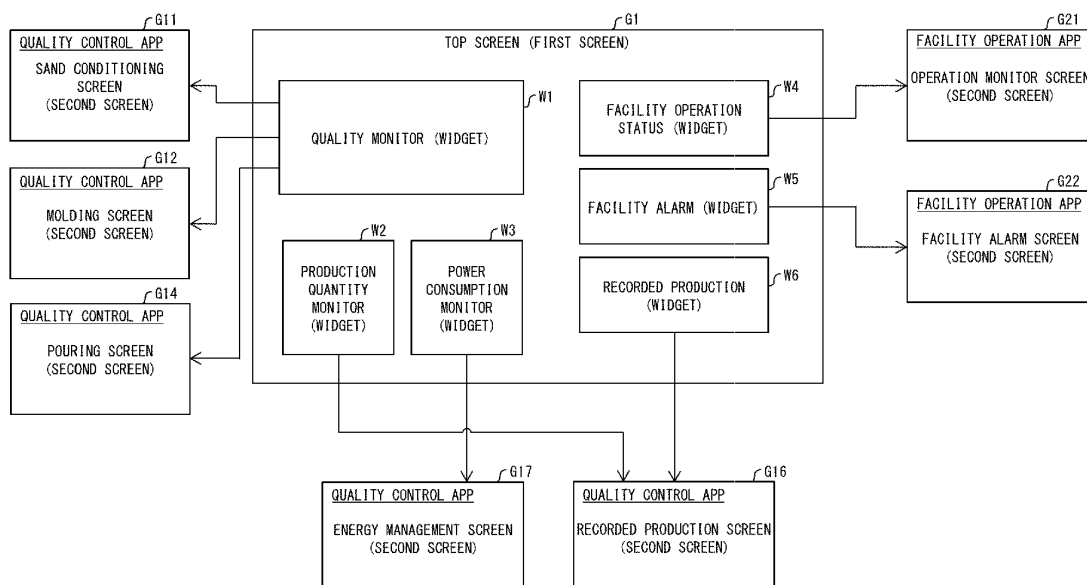 G11
QUALITY CONTROL APP
SAND CONDITIONING
SCREEN
(SECOND SCREEN)
G12
QUALITY CONTROL APP
MOLDING SCREEN
(SECOND SCREEN)
G14
QUALITY CONTROL APP
POURING SCREEN
(SECOND SCREEN)
G1
TOP SCREEN (FIRST SCREEN)
W1
QUALITY MONITOR (WIDGET)
W2
PRODUCTION
QUANTITY
MONITOR
(WIDGET)
W3
POWER
CONSUMPTION
MONITOR
(WIDGET)
W4
FACILITY OPERATION
STATUS (WIDGET)
W5
FACILITY ALARM (WIDGET)
W6
RECORDED PRODUCTION
(WIDGET)
G21
FACILITY OPERATION APP
OPERATION MONITOR SCREEN
(SECOND SCREEN)
G22
FACILITY OPERATION APP
FACILITY ALARM SCREEN
(SECOND SCREEN)
G17
QUALITY CONTROL APP
ENERGY MANAGEMENT SCREEN
(SECOND SCREEN)
G16
QUALITY CONTROL APP
RECORDED PRODUCTION SCREEN
(SECOND SCREEN)